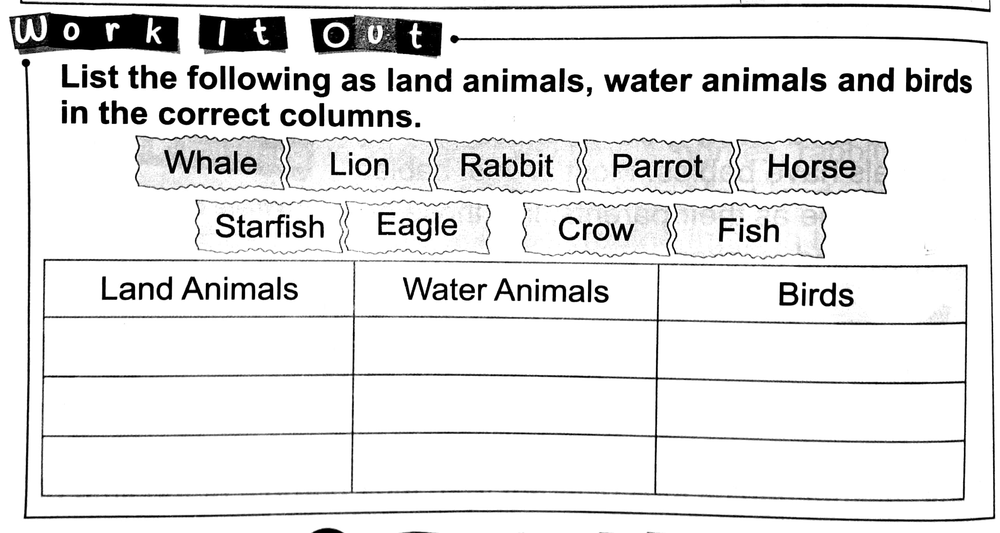 Work It Out
List the following as land animals, water animals and birds
in the correct columns.
Whale Lion Rabbit Parrot Horse
Starfish Eagle Crow Fish
Land Animals Water Animals Birds